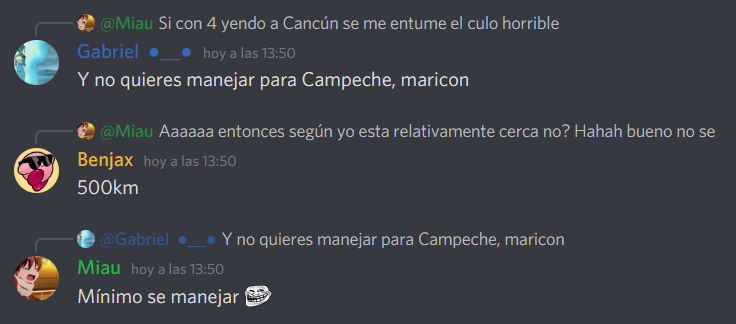 @Miau Si con 4 yendo a Cancún se me entume el culo horrible
Gabriel ●__● hoy a las 13:50
Y no quieres manejar para Campeche, maricon
@Miau Aaaaaa entonces según yo esta relativamente cerca no? Hahah bueno no se
Benjax hoy a las 13:50
500km
@Gabriel ●__● Y no quieres manejar para Campeche, maricon
Miau hoy a las 13:50
Mínimo se manejar